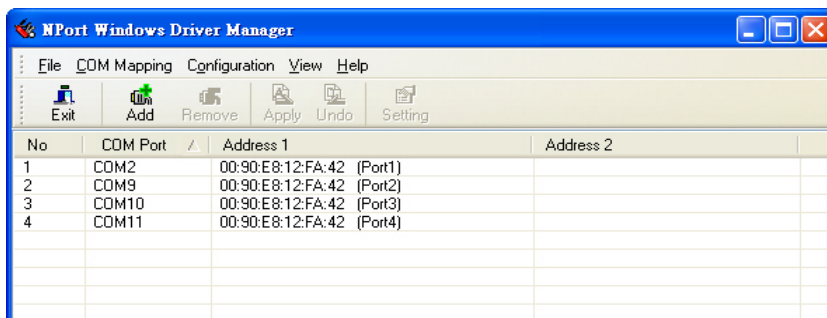 NPort Windows Driver Manager
File COM Mapping Configuration View Help
Exit Add Remove Apply Undo Setting
No COM Port Address 1 Address 2
1 COM2 00:90:E8:12:FA:42 (Port1)
2 COM9 00:90:E8:12:FA:42 (Port2)
3 COM10 00:90:E8:12:FA:42 (Port3)
4 COM11 00:90:E8:12:FA:42 (Port4)